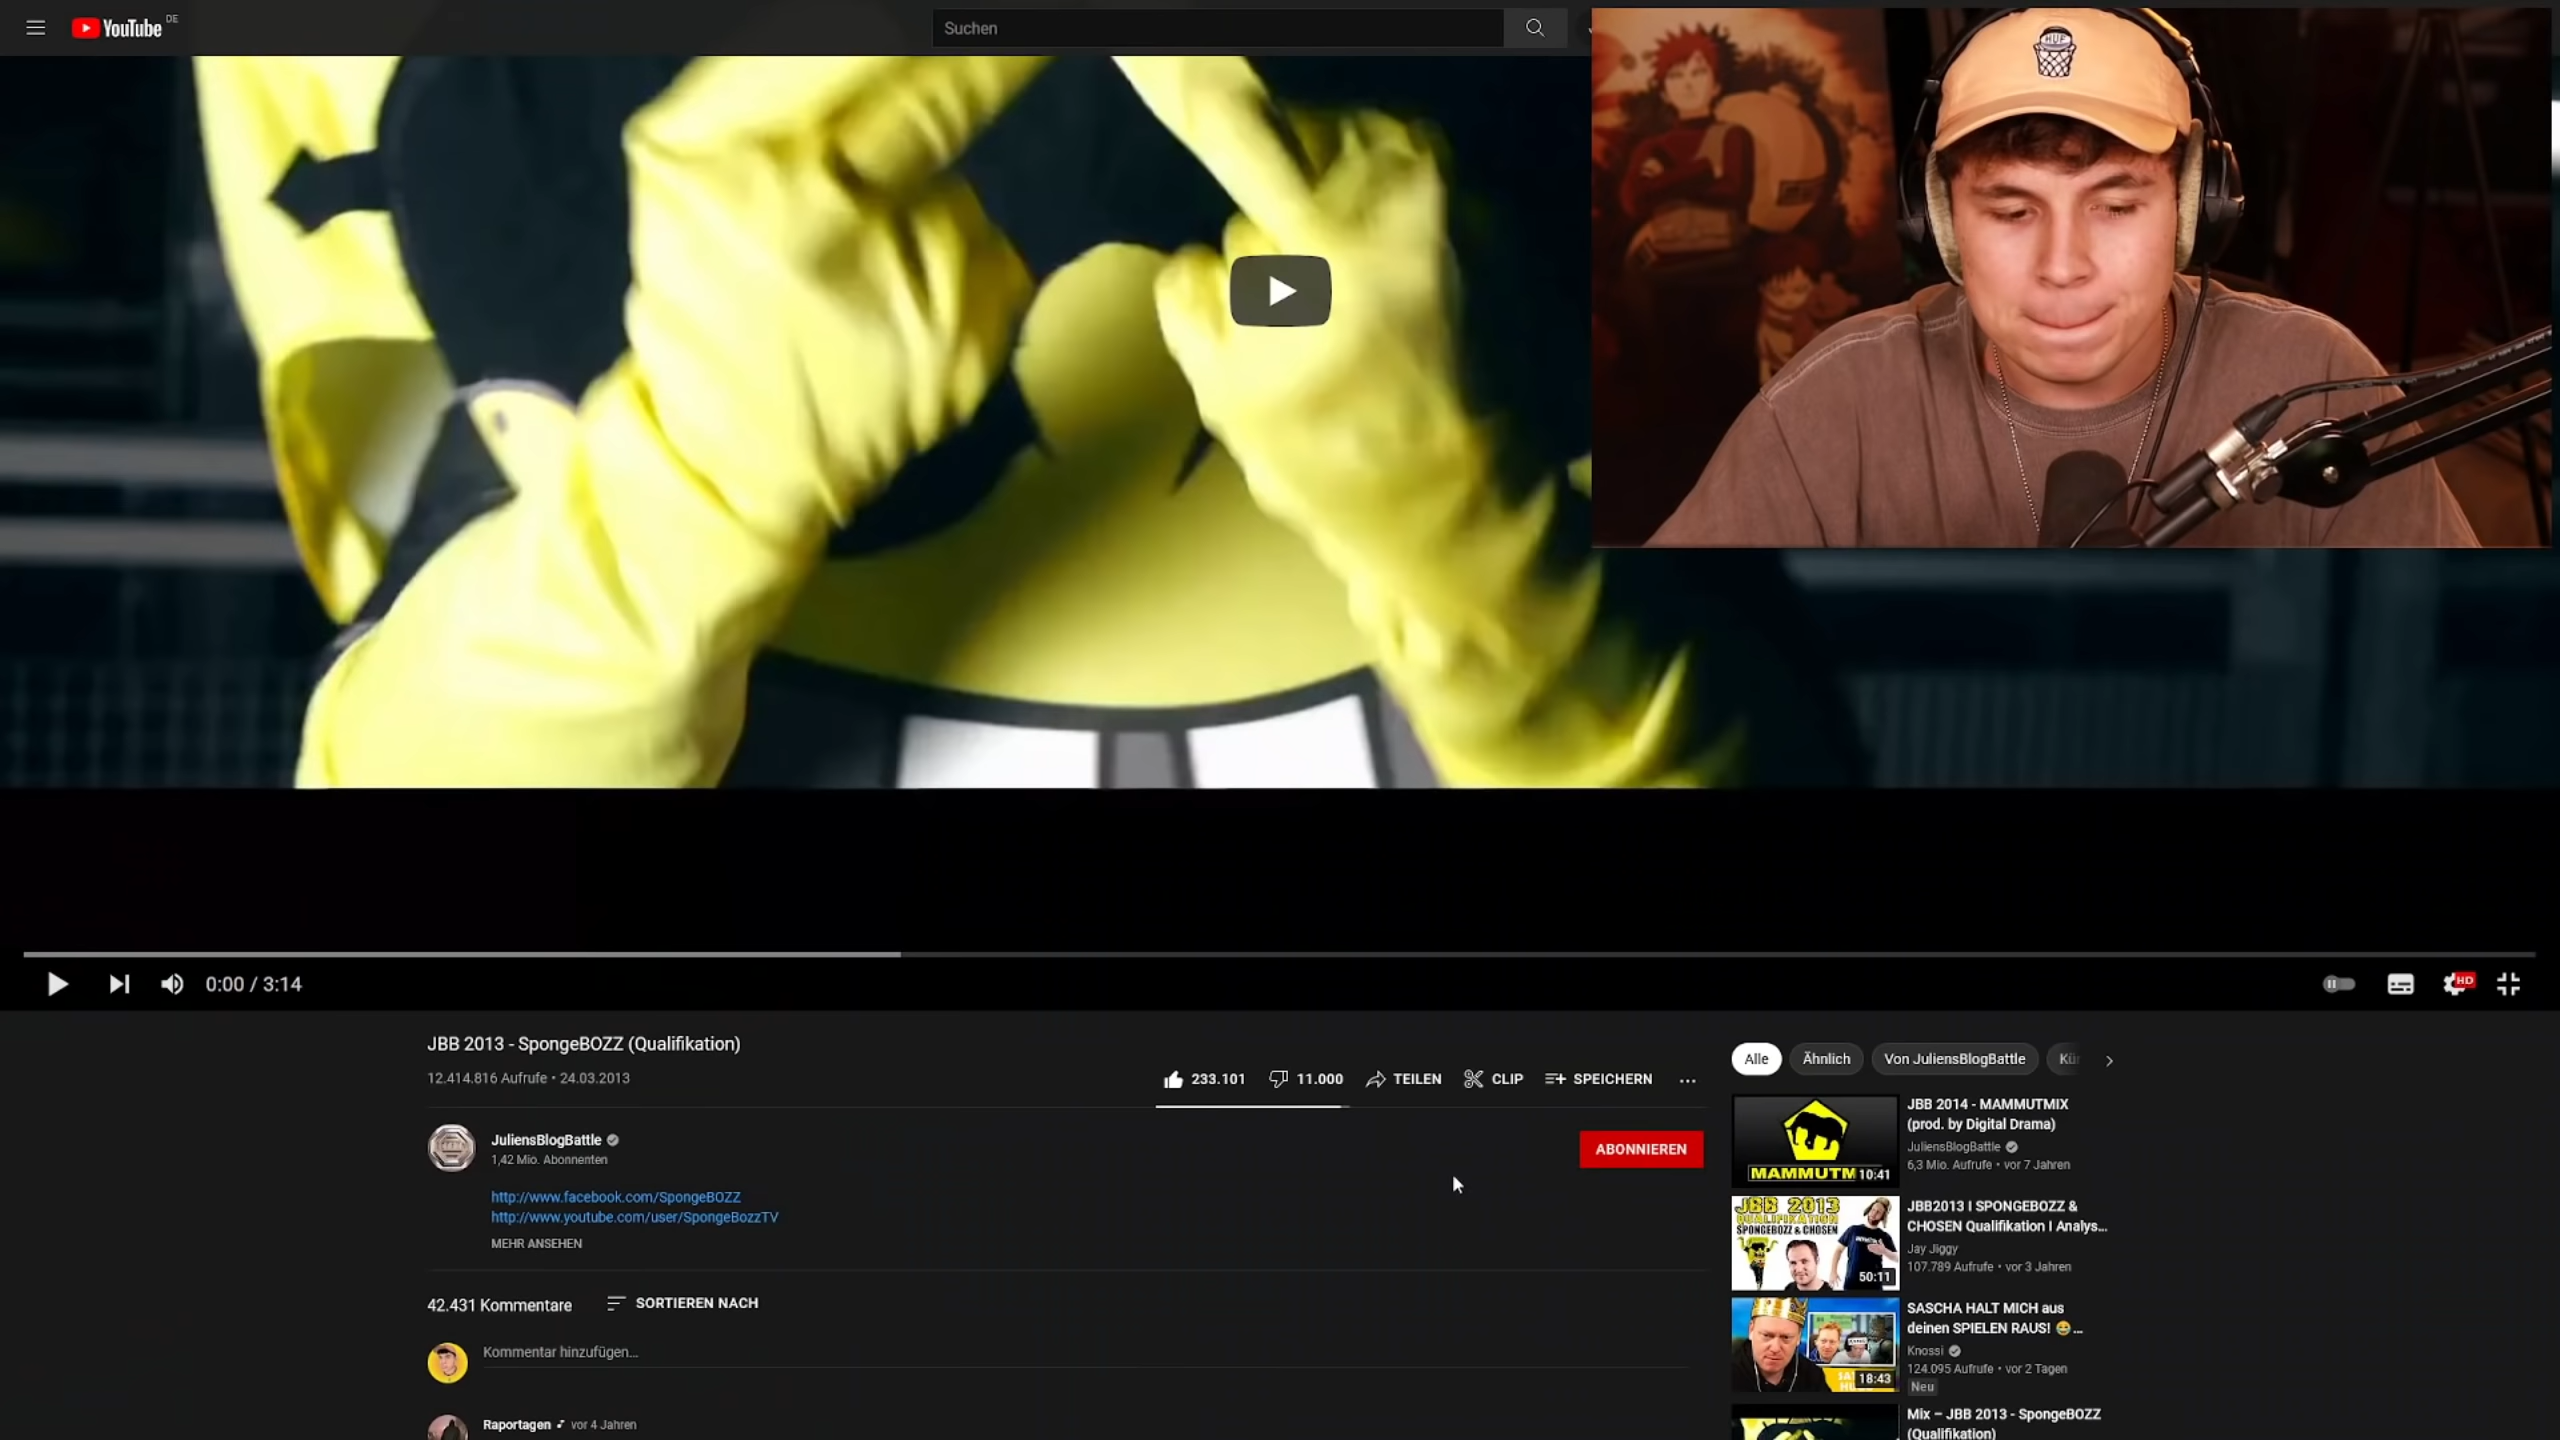 YouTube DE
Suchen
HUF
0:00 / 3:14
HD
JBB 2013 - SpongeBOZZ (Qualifikation)
12.414.816 Aufrufe • 24.03.2013
233.101
11.000
TEILEN
CLIP
SPEICHERN
JuliensBlogBattle
1,42 Mio. Abonnenten
ABONNIEREN
http://www.facebook.com/SpongeBOZZ
http://www.youtube.com/user/SpongeBozzTV
MEHR ANSEHEN
42.431 Kommentare
SORTIEREN NACH
Kommentar hinzufügen...
Raportagen
vor 4 Jahren
Alle
Ähnlich
Von JuliensBlogBattle
MAMMUTM
10:41
JBB 2014 - MAMMUTMIX
(prod. by Digital Drama)
JuliensBlogBattle
6,3 Mio. Aufrufe • vor 7 Jahren
JBB 2013
QUALIFIKATION
SPONGEBOZZ & CHOSEN
50:11
JBB2013 I SPONGEBOZZ &
CHOSEN Qualifikation I Analys...
Jay Jiggy
107.789 Aufrufe • vor 3 Jahren
18:43
SASCHA HALT MICH aus
deinen SPIELEN RAUS! 😂 ...
Knossi
124.095 Aufrufe • vor 2 Tagen
Neu
Mix – JBB 2013 - SpongeBOZZ
(Qualifikation)